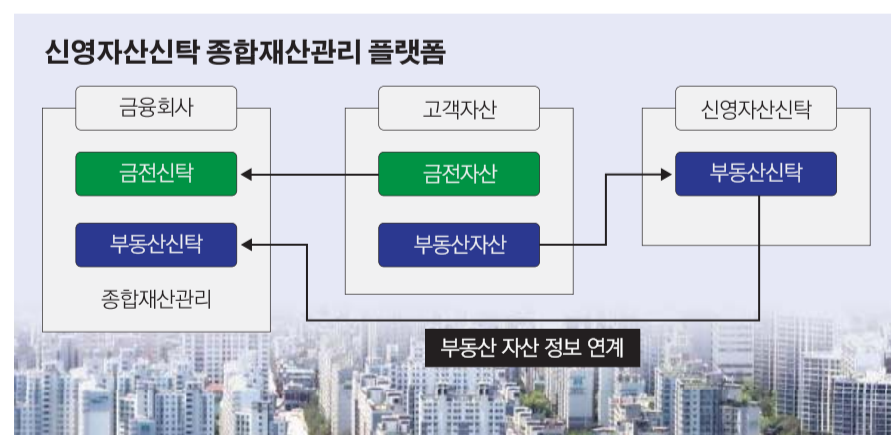 신영자산신탁 종합재산관리 플랫폼
금융회사
고객자산
신영자산신탁
금전신탁
금전자산
부동산신탁
부동산신탁
부동산자산
종합재산관리
부동산 자산 정보 연계